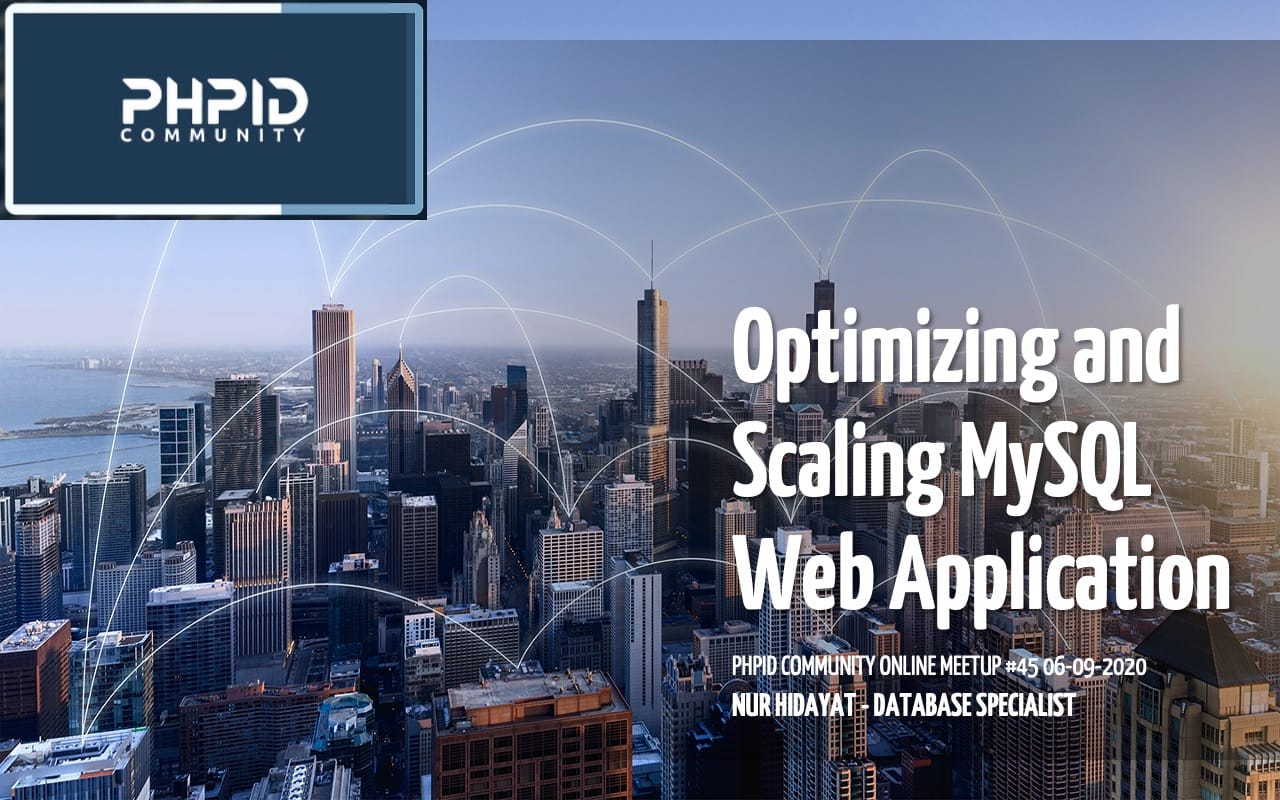 PHPID
COMMUNITY
Optimizing and
Scaling MySQL
Web Application
PHPID COMMUNITY ONLINE MEETUP #45 06-09-2020
NUR HIDAYAT - DATABASE SPECIALIST